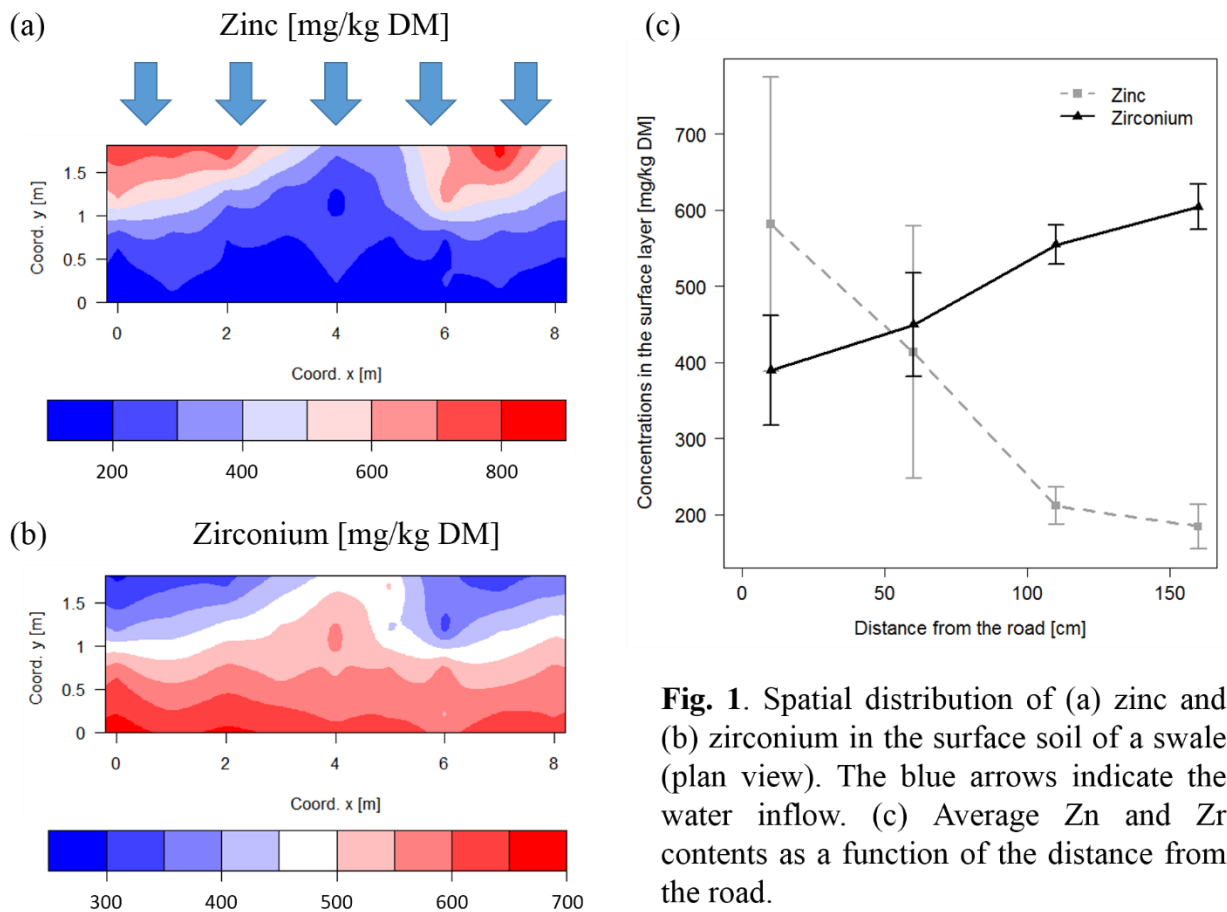 (a)
Zinc [mg/kg DM]
Coord. y [m]
1.5
1
0.5
0
0 2 4 6 8
Coord. x [m]
200 400 600 800
(b)
Zirconium [mg/kg DM]
Coord. y [m]
1.5
1
0.5
0
0 2 4 6 8
Coord. x [m]
300 400 500 600 700
(c)
Concentrations in the surface layer [mg/kg DM]
700
600
500
400
300
200
Zinc
Zirconium
0 50 100 150
Distance from the road [cm]
Fig. 1. Spatial distribution of (a) zinc and
(b) zirconium in the surface soil of a swale
(plan view). The blue arrows indicate the
water inflow. (c) Average Zn and Zr
contents as a function of the distance from
the road.